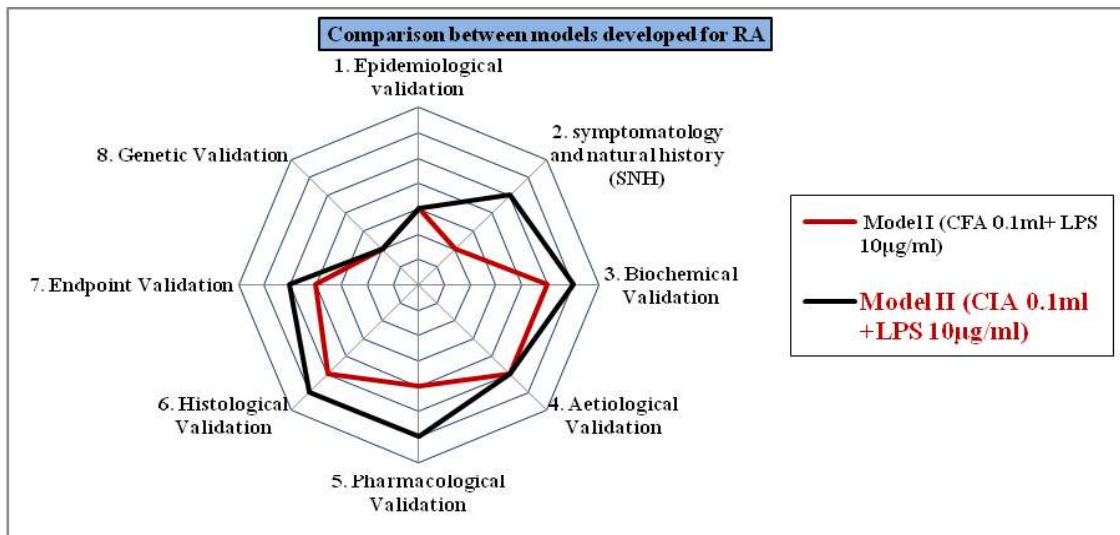 Comparison between models developed for RA
1. Epidemiological
validation
2. symptomatology
and natural history
(SNH)
3. Biochemical
Validation
4. Aetiological
Validation
5. Pharmacological
Validation
6. Histological
Validation
7. Endpoint Validation
8. Genetic Validation
Model I (CFA 0.1ml+ LPS
10µg/ml)
Model II (CIA 0.1ml
+LPS 10µg/ml)